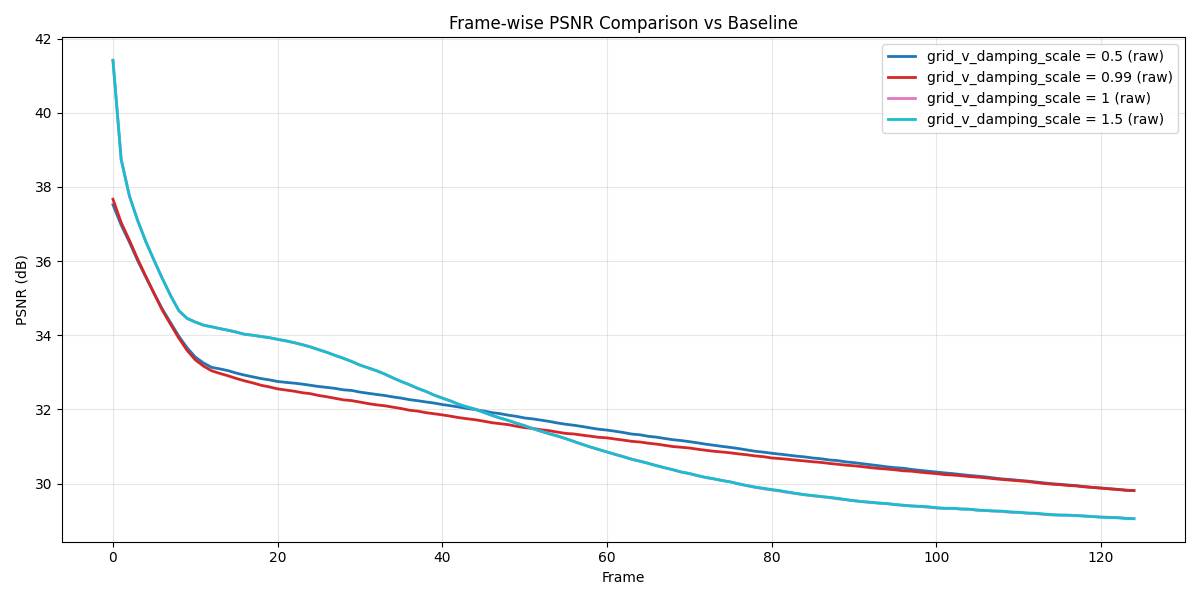 Frame-wise PSNR Comparison vs Baseline
42
40
38
36
34
32
30
PSNR (dB)
grid_v_damping_scale = 0.5 (raw)
grid_v_damping_scale = 0.99 (raw)
grid_v_damping_scale = 1 (raw)
grid_v_damping_scale = 1.5 (raw)
0
20
40
60
80
100
120
Frame